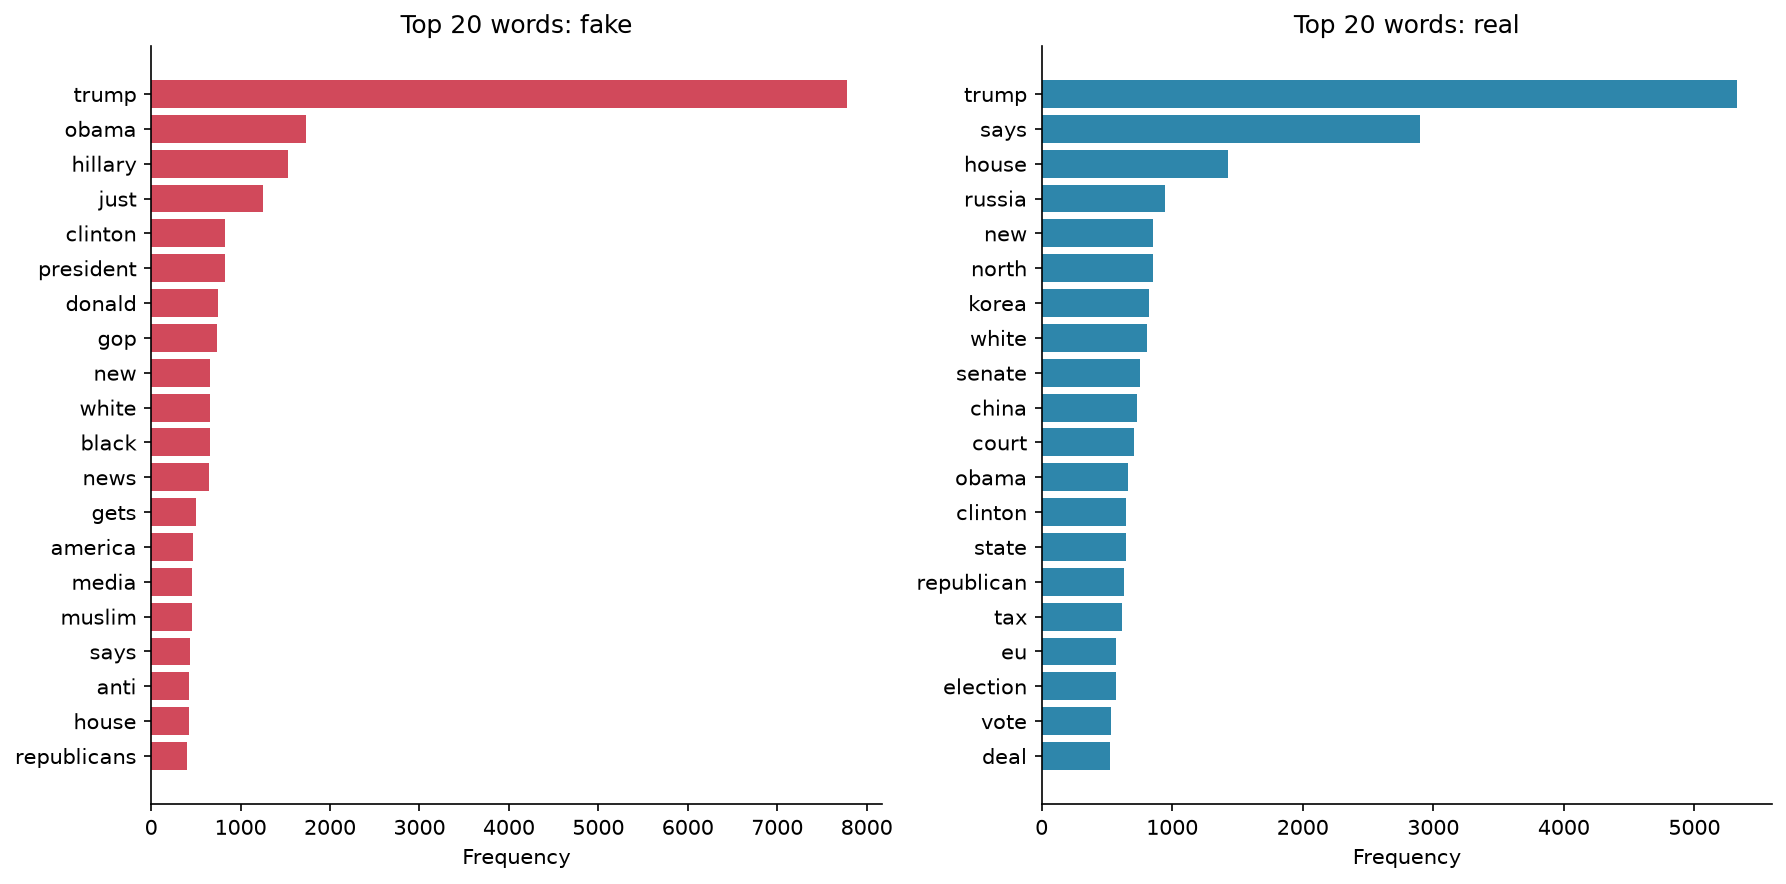 Top 20 words: fake
trump
obama
hillary
just
clinton
president
donald
gop
new
white
black
news
gets
america
media
muslim
says
anti
house
republicans
0 1000 2000 3000 4000 5000 6000 7000 8000
Frequency
Top 20 words: real
trump
says
house
russia
new
north
korea
white
senate
china
court
obama
clinton
state
republican
tax
eu
election
vote
deal
0 1000 2000 3000 4000 5000
Frequency